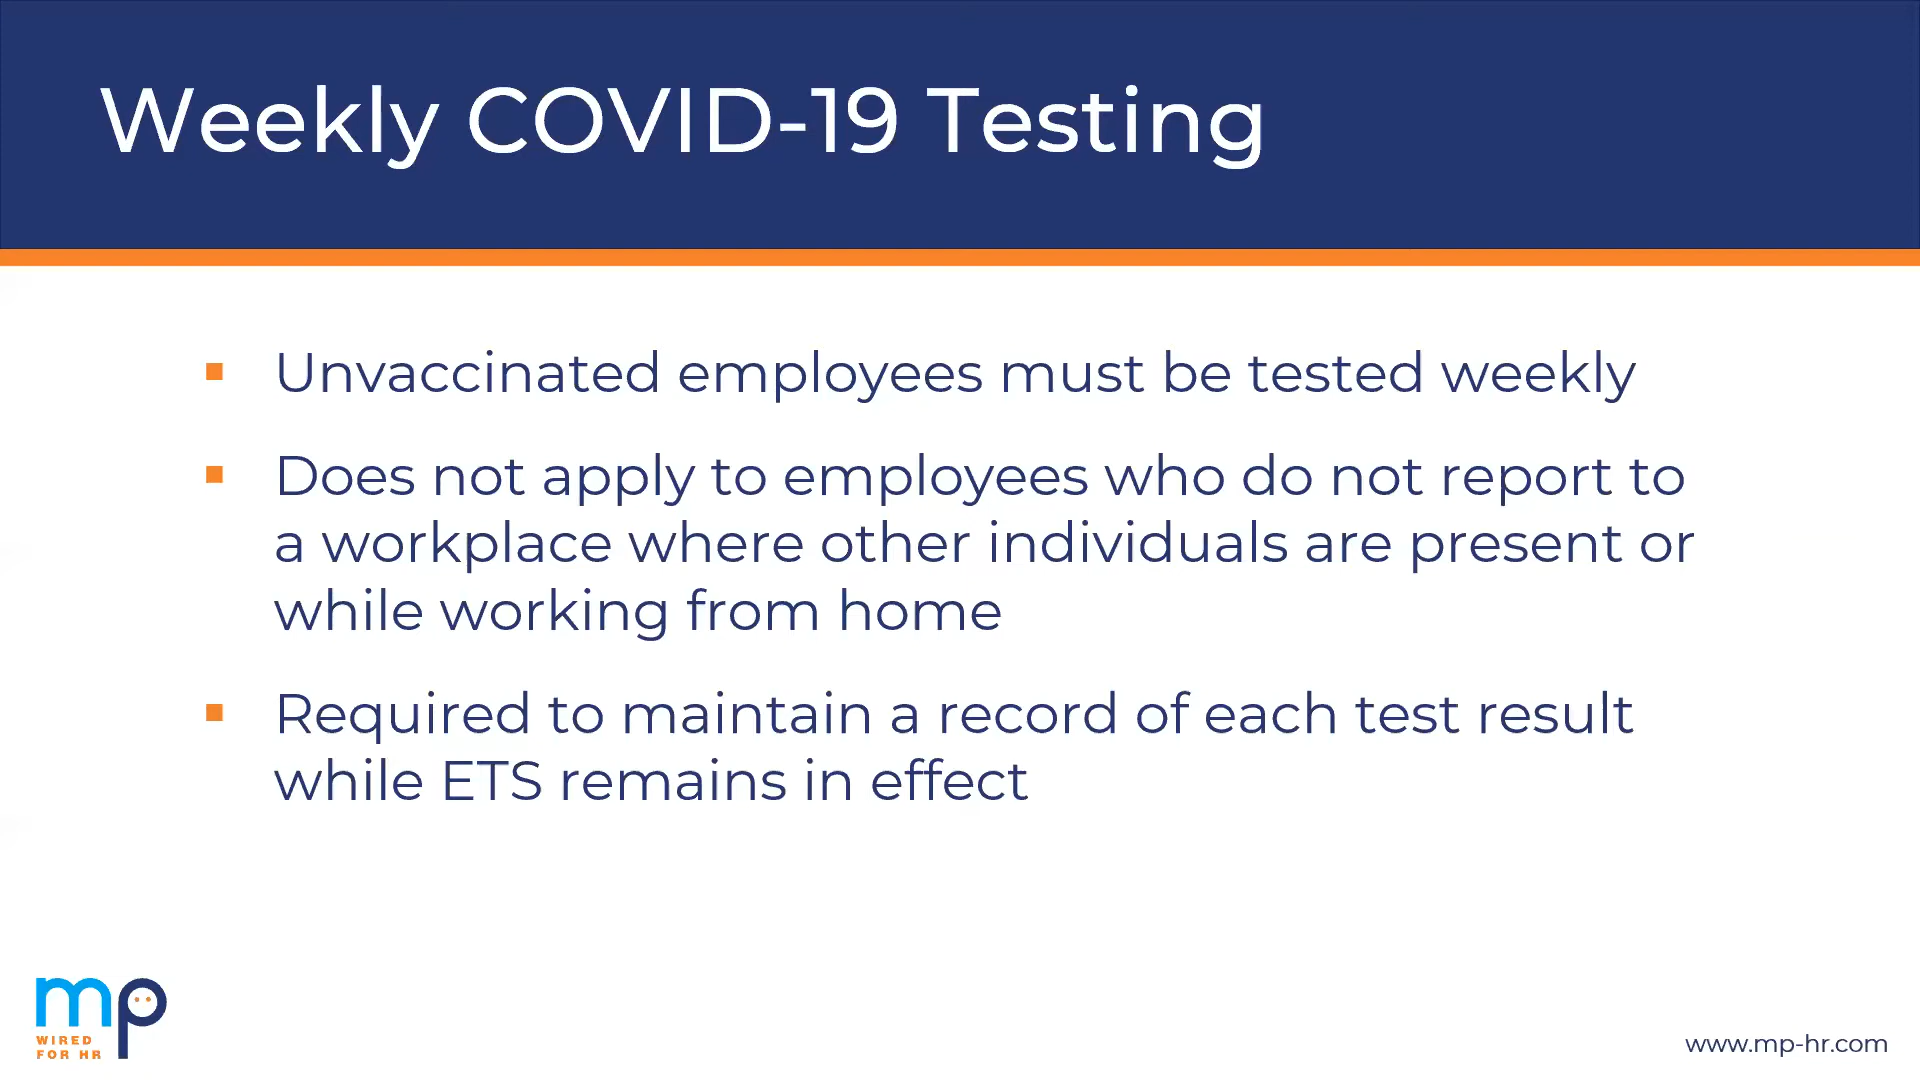 Weekly COVID-19 Testing
Unvaccinated employees must be tested weekly
Does not apply to employees who do not report to
a workplace where other individuals are present or
while working from home
Required to maintain a record of each test result
while ETS remains in effect
mp
WIRED
FOR HR
www.mp-hr.com